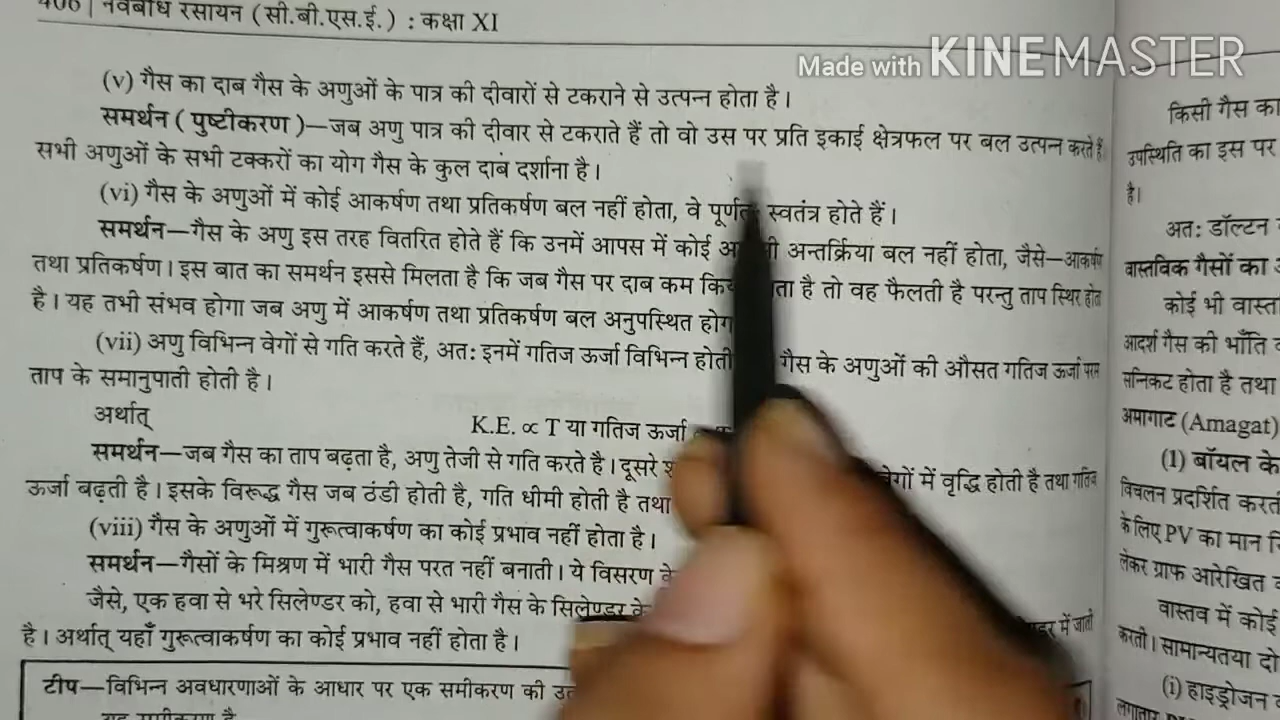 406 | नवबोध रसायन (सी.बी.एस.ई.) : कक्षा XI
Made with KINEMASTER
(v) गैस का दाब गैस के अणुओं के पात्र की दीवारों से टकराने से उत्पन्न होता है।
समर्थन (पुष्टीकरण)—जब अणु पात्र की दीवार से टकराते हैं तो वो उस पर प्रति इकाई क्षेत्रफल पर बल उत्पन्न करते हैं
सभी अणुओं के सभी टक्करों का योग गैस के कुल दाब दर्शाना है।
(vi) गैस के अणुओं में कोई आकर्षण तथा प्रतिकर्षण बल नहीं होता, वे स्वतंत्र होते हैं।
समर्थन—गैस के अणु इस तरह वितरित होते हैं कि उनमें आपस में कोई अन्तर्क्रिया बल नहीं होता, जैसे—आकर्षण
तथा प्रतिकर्षण। इस बात का समर्थन इससे मिलता है कि जब गैस पर दाब कम है तो वह फैलती है परन्तु ताप स्थिर होता
है। यह तभी संभव होगा जब अणु में आकर्षण तथा प्रतिकर्षण बल अनुपस्थित
(vii) अणु विभिन्न वेगों से गति करते हैं, अत: इनमें गतिज ऊर्जा विभिन्न होती गैस के अणुओं की औसत गतिज ऊर्जा परम
ताप के समानुपाती होती है।
अर्थात् K.E. ∝ T या गतिज ऊर्जा
समर्थन—जब गैस का ताप बढ़ता है, अणु तेजी से गति करते है। दूसरे वेगों में वृद्धि होती है तथा गतिज
ऊर्जा बढ़ती है। इसके विरूद्ध गैस जब ठंडी होती है, गति धीमी होती है तथा
(viii) गैस के अणुओं में गुरूत्वाकर्षण का कोई प्रभाव नहीं होता है।
समर्थन—गैसों के मिश्रण में भारी गैस परत नहीं बनाती। ये विसरण
जैसे, एक हवा से भरे सिलेण्डर को, हवा से भारी गैस के सिलेण्डर में जाती
है। अर्थात् यहाँ गुरूत्वाकर्षण का कोई प्रभाव नहीं होता है।
टीप—विभिन्न अवधारणाओं के आधार पर एक समीकरण की
किसी गैस का
उपस्थिति का इस पर
है।
अत: डॉल्टन
वास्तविक गैसों का
कोई भी
आदर्श गैस की भाँति
सन्निकट होता है तथा
अमागाट (Amagat)
(1) बॉयल के
विचलन प्रदर्शित
के लिए PV का मान
लेकर ग्राफ आरेखित
वास्तव में कोई
करती। सामान्यतया दो
(i) हाइड्रोजन